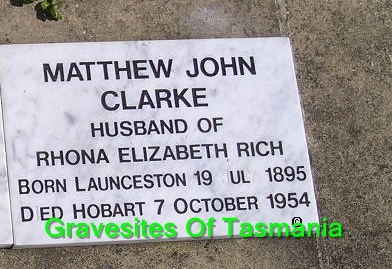 MATTHEW JOHN
CLARKE
HUSBAND OF
RHONA ELIZABETH RICH
BORN LAUNCESTON 19 UL 1895
D ED HOBART 7 OCTOBER 1954
Gravesites Of Tasmania
©